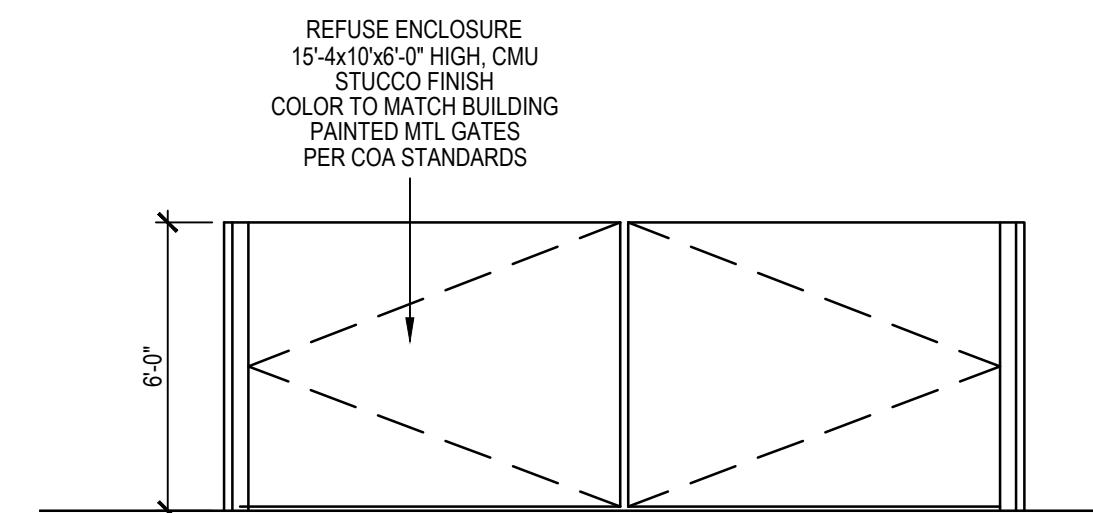 REFUSE ENCLOSURE
15'-4x10'x6'-0" HIGH, CMU
STUCCO FINISH
COLOR TO MATCH BUILDING
PAINTED MTL GATES
PER COA STANDARDS
6'-0"